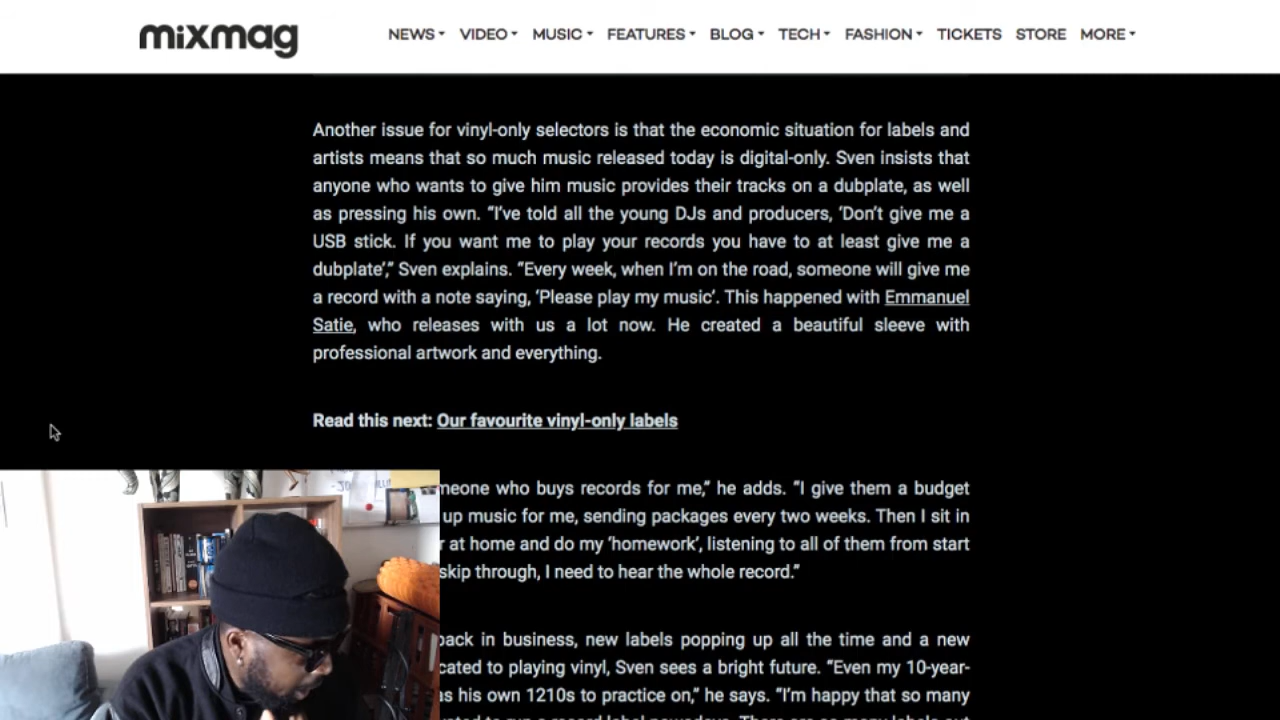 mixmag
NEWS VIDEO MUSIC FEATURES BLOG TECH FASHION TICKETS STORE MORE
Another issue for vinyl-only selectors is that the economic situation for labels and
artists means that so much music released today is digital-only. Sven insists that
anyone who wants to give him music provides their tracks on a dubplate, as well
as pressing his own. “I’ve told all the young DJs and producers, ‘Don’t give me a
USB stick. If you want me to play your records you have to at least give me a
dubplate’,” Sven explains. “Every week, when I’m on the road, someone will give me
a record with a note saying, ‘Please play my music’. This happened with Emmanuel
Satie, who releases with us a lot now. He created a beautiful sleeve with
professional artwork and everything.
Read this next: Our favourite vinyl-only labels
who buys records for me,” he adds. “I give them a budget
up music for me, sending packages every two weeks. Then I sit in
at home and do my ‘homework’, listening to all of them from start
skip through, I need to hear the whole record.”
back in business, new labels popping up all the time and a new
to playing vinyl, Sven sees a bright future. “Even my 10-year-
his own 1210s to practice on,” he says. “I’m happy that so many